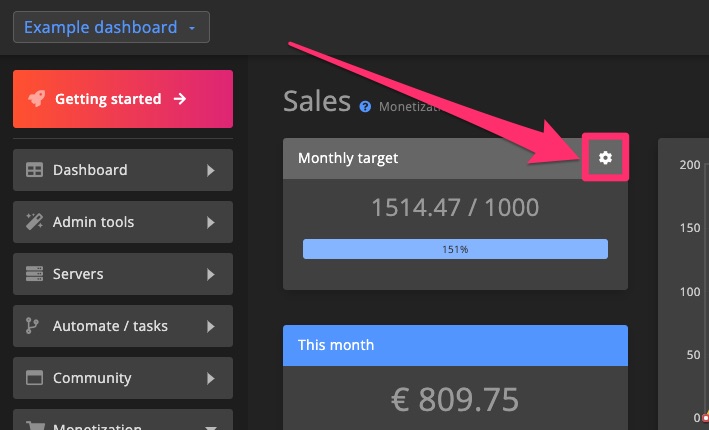 Example dashboard
Getting started
Dashboard
Admin tools
Servers
Automate / tasks
Community
Monetization
Sales
Monthly target
1514.47 / 1000
151%
This month
€ 809.75
200
150
100
50
0